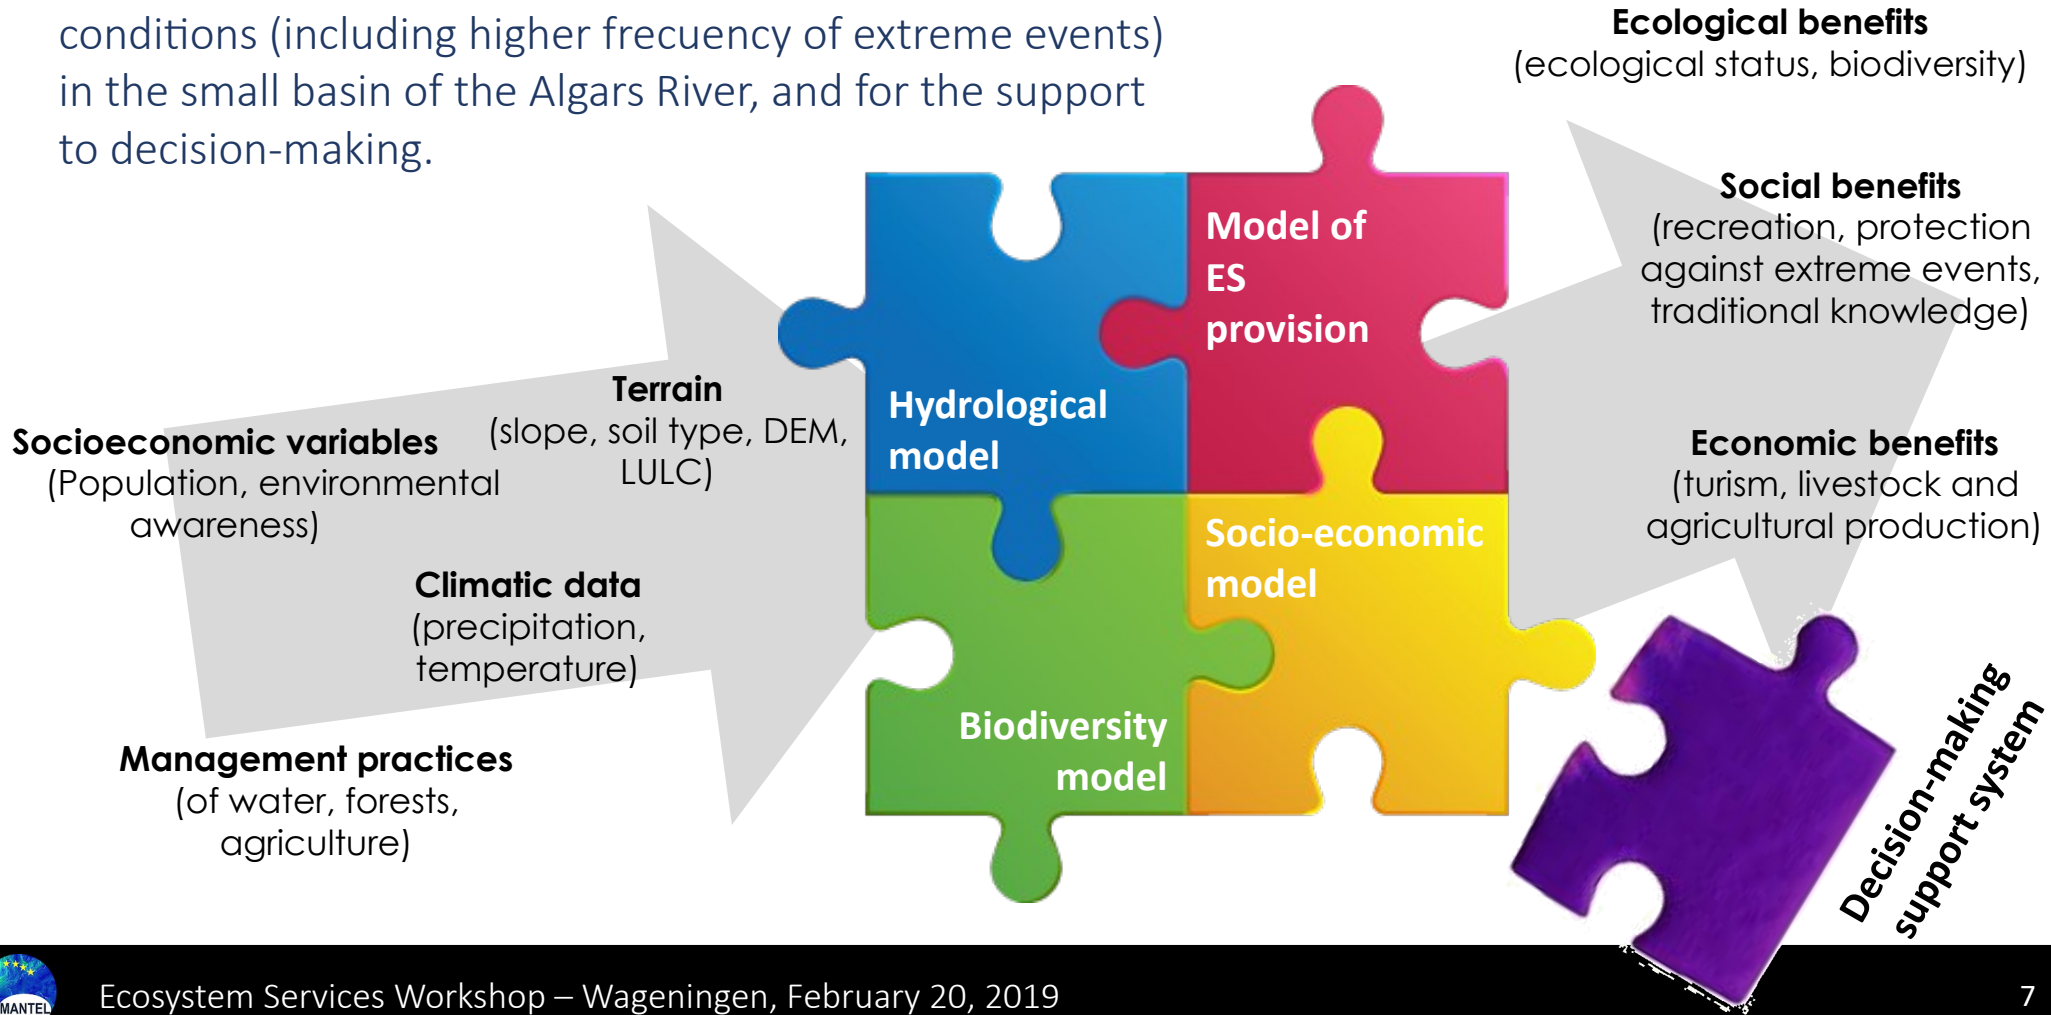 conditions (including higher frecuency of extreme events)
in the small basin of the Algars River, and for the support
to decision-making.
Ecological benefits
(ecological status, biodiversity)
Social benefits
(recreation, protection
against extreme events,
traditional knowledge)
Economic benefits
(turism, livestock and
agricultural production)
Model of
ES
provision
Hydrological
model
Socio-economic
model
Biodiversity
model
Terrain
(slope, soil type, DEM,
LULC)
Socioeconomic variables
(Population, environmental
awareness)
Climatic data
(precipitation,
temperature)
Management practices
(of water, forests,
agriculture)
Decision-making
support system
MANTEL
Ecosystem Services Workshop – Wageningen, February 20, 2019
7